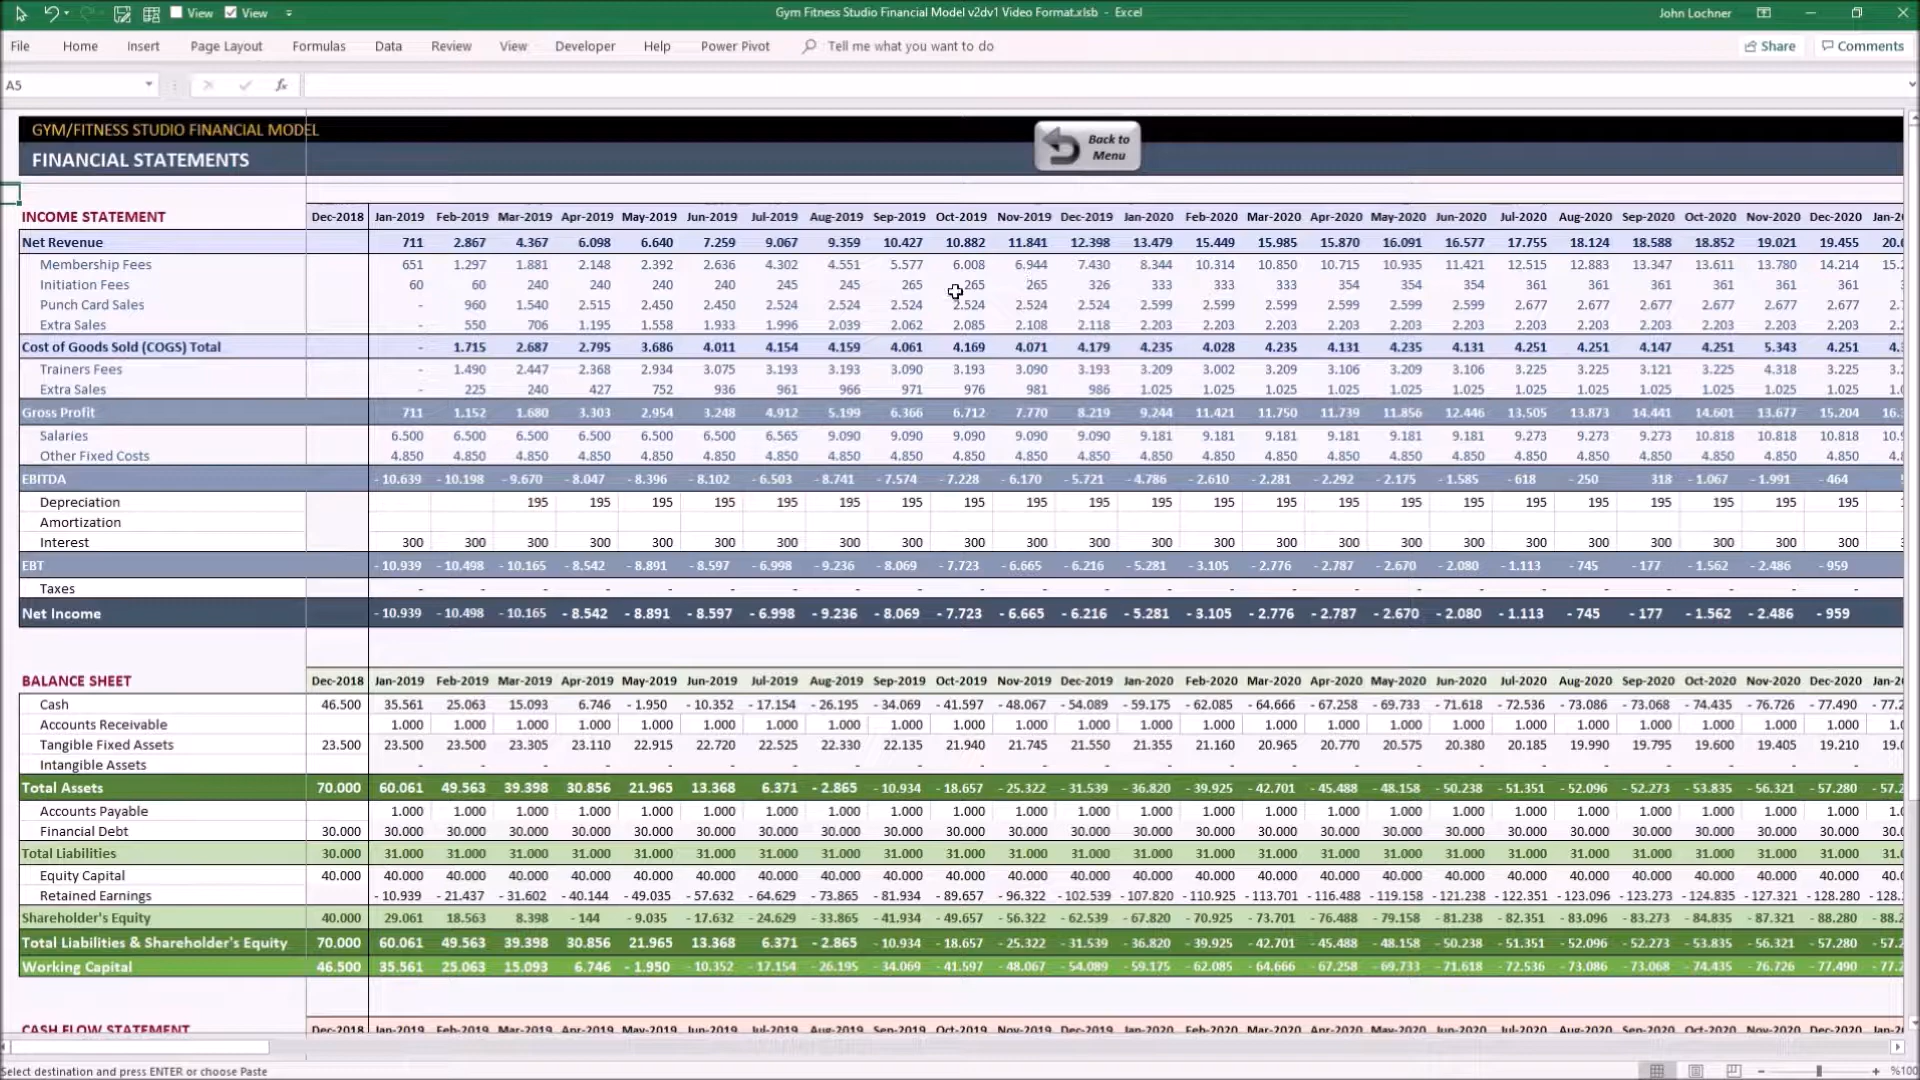 View View Gym Fitness Studio Financial Model v2dv1 Video Format.xlsb - Excel John Lochner
File Home Insert Page Layout Formulas Data Review View Developer Help Power Pivot Tell me what you want to do Share Comments
A5 fx
GYM/FITNESS STUDIO FINANCIAL MODEL
FINANCIAL STATEMENTS
Back to
Menu
INCOME STATEMENT Dec-2018 Jan-2019 Feb-2019 Mar-2019 Apr-2019 May-2019 Jun-2019 Jul-2019 Aug-2019 Sep-2019 Oct-2019 Nov-2019 Dec-2019 Jan-2020 Feb-2020 Mar-2020 Apr-2020 May-2020 Jun-2020 Jul-2020 Aug-2020 Sep-2020 Oct-2020 Nov-2020 Dec-2020
Net Revenue 711 2.867 4.367 6.098 6.640 7.259 9.067 9.359 10.427 10.882 11.841 12.398 13.479 15.449 15.985 15.870 16.091 16.577 17.755 18.124 18.588 18.852 19.021 19.455
Membership Fees 651 1.297 1.881 2.148 2.392 2.636 4.302 4.551 5.577 6.008 6.944 7.430 8.344 10.314 10.850 10.715 10.935 11.421 12.515 12.883 13.347 13.611 13.780 14.214
Initiation Fees 60 60 240 240 240 240 245 245 265 265 265 326 333 333 333 354 354 354 361 361 361 361 361 361
Punch Card Sales - 960 1.540 2.515 2.450 2.450 2.524 2.524 2.524 2.524 2.524 2.524 2.599 2.599 2.599 2.599 2.599 2.599 2.677 2.677 2.677 2.677 2.677 2.677
Extra Sales - 550 706 1.195 1.558 1.933 1.996 2.039 2.062 2.085 2.108 2.118 2.203 2.203 2.203 2.203 2.203 2.203 2.203 2.203 2.203 2.203 2.203 2.203
Cost of Goods Sold (COGS) Total - 1.715 2.687 2.795 3.686 4.011 4.154 4.159 4.061 4.169 4.071 4.179 4.235 4.028 4.235 4.131 4.235 4.131 4.251 4.251 4.147 4.251 5.343 4.251
Trainers Fees - 1.490 2.447 2.368 2.934 3.075 3.193 3.193 3.090 3.193 3.090 3.193 3.209 3.002 3.209 3.106 3.209 3.106 3.225 3.225 3.121 3.225 4.318 3.225
Extra Sales - 225 240 427 752 936 961 966 971 976 981 986 1.025 1.025 1.025 1.025 1.025 1.025 1.025 1.025 1.025 1.025 1.025 1.025
Gross Profit 711 1.152 1.680 3.303 2.954 3.248 4.912 5.199 6.366 6.712 7.770 8.219 9.244 11.421 11.750 11.739 11.856 12.446 13.505 13.873 14.441 14.601 13.677 15.204
Salaries 6.500 6.500 6.500 6.500 6.500 6.500 6.565 9.090 9.090 9.090 9.090 9.090 9.181 9.181 9.181 9.181 9.181 9.181 9.273 9.273 9.273 10.818 10.818 10.818
Other Fixed Costs 4.850 4.850 4.850 4.850 4.850 4.850 4.850 4.850 4.850 4.850 4.850 4.850 4.850 4.850 4.850 4.850 4.850 4.850 4.850 4.850 4.850 4.850 4.850 4.850
EBITDA - 10.639 - 10.198 - 9.670 - 8.047 - 8.396 - 8.102 - 6.503 - 8.741 - 7.574 - 7.228 - 6.170 - 5.721 - 4.786 - 2.610 - 2.281 - 2.292 - 2.175 - 1.585 - 618 - 250 318 - 1.067 - 1.991 - 464
Depreciation 195 195 195 195 195 195 195 195 195 195 195 195 195 195 195 195 195 195 195 195 195 195
Amortization
Interest 300 300 300 300 300 300 300 300 300 300 300 300 300 300 300 300 300 300 300 300 300 300 300 300
EBT - 10.939 - 10.498 - 10.165 - 8.542 - 8.891 - 8.597 - 6.998 - 9.236 - 8.069 - 7.723 - 6.665 - 6.216 - 5.281 - 3.105 - 2.776 - 2.787 - 2.670 - 2.080 - 1.113 - 745 - 177 - 1.562 - 2.486 - 959
Taxes - - - - - - - - - - - - - - - - - - - - - - - -
Net Income - 10.939 - 10.498 - 10.165 - 8.542 - 8.891 - 8.597 - 6.998 - 9.236 - 8.069 - 7.723 - 6.665 - 6.216 - 5.281 - 3.105 - 2.776 - 2.787 - 2.670 - 2.080 - 1.113 - 745 - 177 - 1.562 - 2.486 - 959
BALANCE SHEET Dec-2018 Jan-2019 Feb-2019 Mar-2019 Apr-2019 May-2019 Jun-2019 Jul-2019 Aug-2019 Sep-2019 Oct-2019 Nov-2019 Dec-2019 Jan-2020 Feb-2020 Mar-2020 Apr-2020 May-2020 Jun-2020 Jul-2020 Aug-2020 Sep-2020 Oct-2020 Nov-2020 Dec-2020
Cash 46.500 35.561 25.063 15.093 6.746 - 1.950 - 10.352 - 17.154 - 26.195 - 34.069 - 41.597 - 48.067 - 54.089 - 59.175 - 62.085 - 64.666 - 67.258 - 69.733 - 71.618 - 72.536 - 73.086 - 73.068 - 74.435 - 76.726 - 77.490
Accounts Receivable 1.000 1.000 1.000 1.000 1.000 1.000 1.000 1.000 1.000 1.000 1.000 1.000 1.000 1.000 1.000 1.000 1.000 1.000 1.000 1.000 1.000 1.000 1.000 1.000
Tangible Fixed Assets 23.500 23.500 23.500 23.305 23.110 22.915 22.720 22.525 22.330 22.135 21.940 21.745 21.550 21.355 21.160 20.965 20.770 20.575 20.380 20.185 19.990 19.795 19.600 19.405 19.210
Intangible Assets - - - - - - - - - - - - - - - - - - - - - - - -
Total Assets 70.000 60.061 49.563 39.398 30.856 21.965 13.368 6.371 - 2.865 - 10.934 - 18.657 - 25.322 - 31.539 - 36.820 - 39.925 - 42.701 - 45.488 - 48.158 - 50.238 - 51.351 - 52.096 - 52.273 - 53.835 - 56.321 - 57.280
Accounts Payable 1.000 1.000 1.000 1.000 1.000 1.000 1.000 1.000 1.000 1.000 1.000 1.000 1.000 1.000 1.000 1.000 1.000 1.000 1.000 1.000 1.000 1.000 1.000 1.000
Financial Debt 30.000 30.000 30.000 30.000 30.000 30.000 30.000 30.000 30.000 30.000 30.000 30.000 30.000 30.000 30.000 30.000 30.000 30.000 30.000 30.000 30.000 30.000 30.000 30.000 30.000
Total Liabilities 30.000 31.000 31.000 31.000 31.000 31.000 31.000 31.000 31.000 31.000 31.000 31.000 31.000 31.000 31.000 31.000 31.000 31.000 31.000 31.000 31.000 31.000 31.000 31.000 31.000
Equity Capital 40.000 40.000 40.000 40.000 40.000 40.000 40.000 40.000 40.000 40.000 40.000 40.000 40.000 40.000 40.000 40.000 40.000 40.000 40.000 40.000 40.000 40.000 40.000 40.000 40.000
Retained Earnings - 10.939 - 21.437 - 31.602 - 40.144 - 49.035 - 57.632 - 64.629 - 73.865 - 81.934 - 89.657 - 96.322 - 102.539 - 107.820 - 110.925 - 113.701 - 116.488 - 119.158 - 121.238 - 122.351 - 123.096 - 123.273 - 124.835 - 127.321 - 128.280
Shareholder's Equity 40.000 29.061 18.563 8.398 - 144 - 9.035 - 17.632 - 24.629 - 33.865 - 41.934 - 49.657 - 56.322 - 62.539 - 67.820 - 70.925 - 73.701 - 76.488 - 79.158 - 81.238 - 82.351 - 83.096 - 83.273 - 84.835 - 87.321 - 88.280
Total Liabilities & Shareholder's Equity 70.000 60.061 49.563 39.398 30.856 21.965 13.368 6.371 - 2.865 - 10.934 - 18.657 - 25.322 - 31.539 - 36.820 - 39.925 - 42.701 - 45.488 - 48.158 - 50.238 - 51.351 - 52.096 - 52.273 - 53.835 - 56.321 - 57.280
Working Capital 46.500 35.561 25.063 15.093 6.746 - 1.950 - 10.352 - 17.154 - 26.195 - 34.069 - 41.597 - 48.067 - 54.089 - 59.175 - 62.085 - 64.666 - 67.258 - 69.733 - 71.618 - 72.536 - 73.086 - 73.068 - 74.435 - 76.726 - 77.490
CASH FLOW STATEMENT Dec-2018 Jan-2019 Feb-2019 Mar-2019 Apr-2019 May-2019 Jun-2019 Jul-2019 Aug-2019 Sep-2019 Oct-2019 Nov-2019 Dec-2019 Jan-2020 Feb-2020 Mar-2020 Apr-2020 May-2020 Jun-2020 Jul-2020 Aug-2020 Sep-2020 Oct-2020 Nov-2020 Dec-2020
Select destination and press ENTER or choose Paste %100